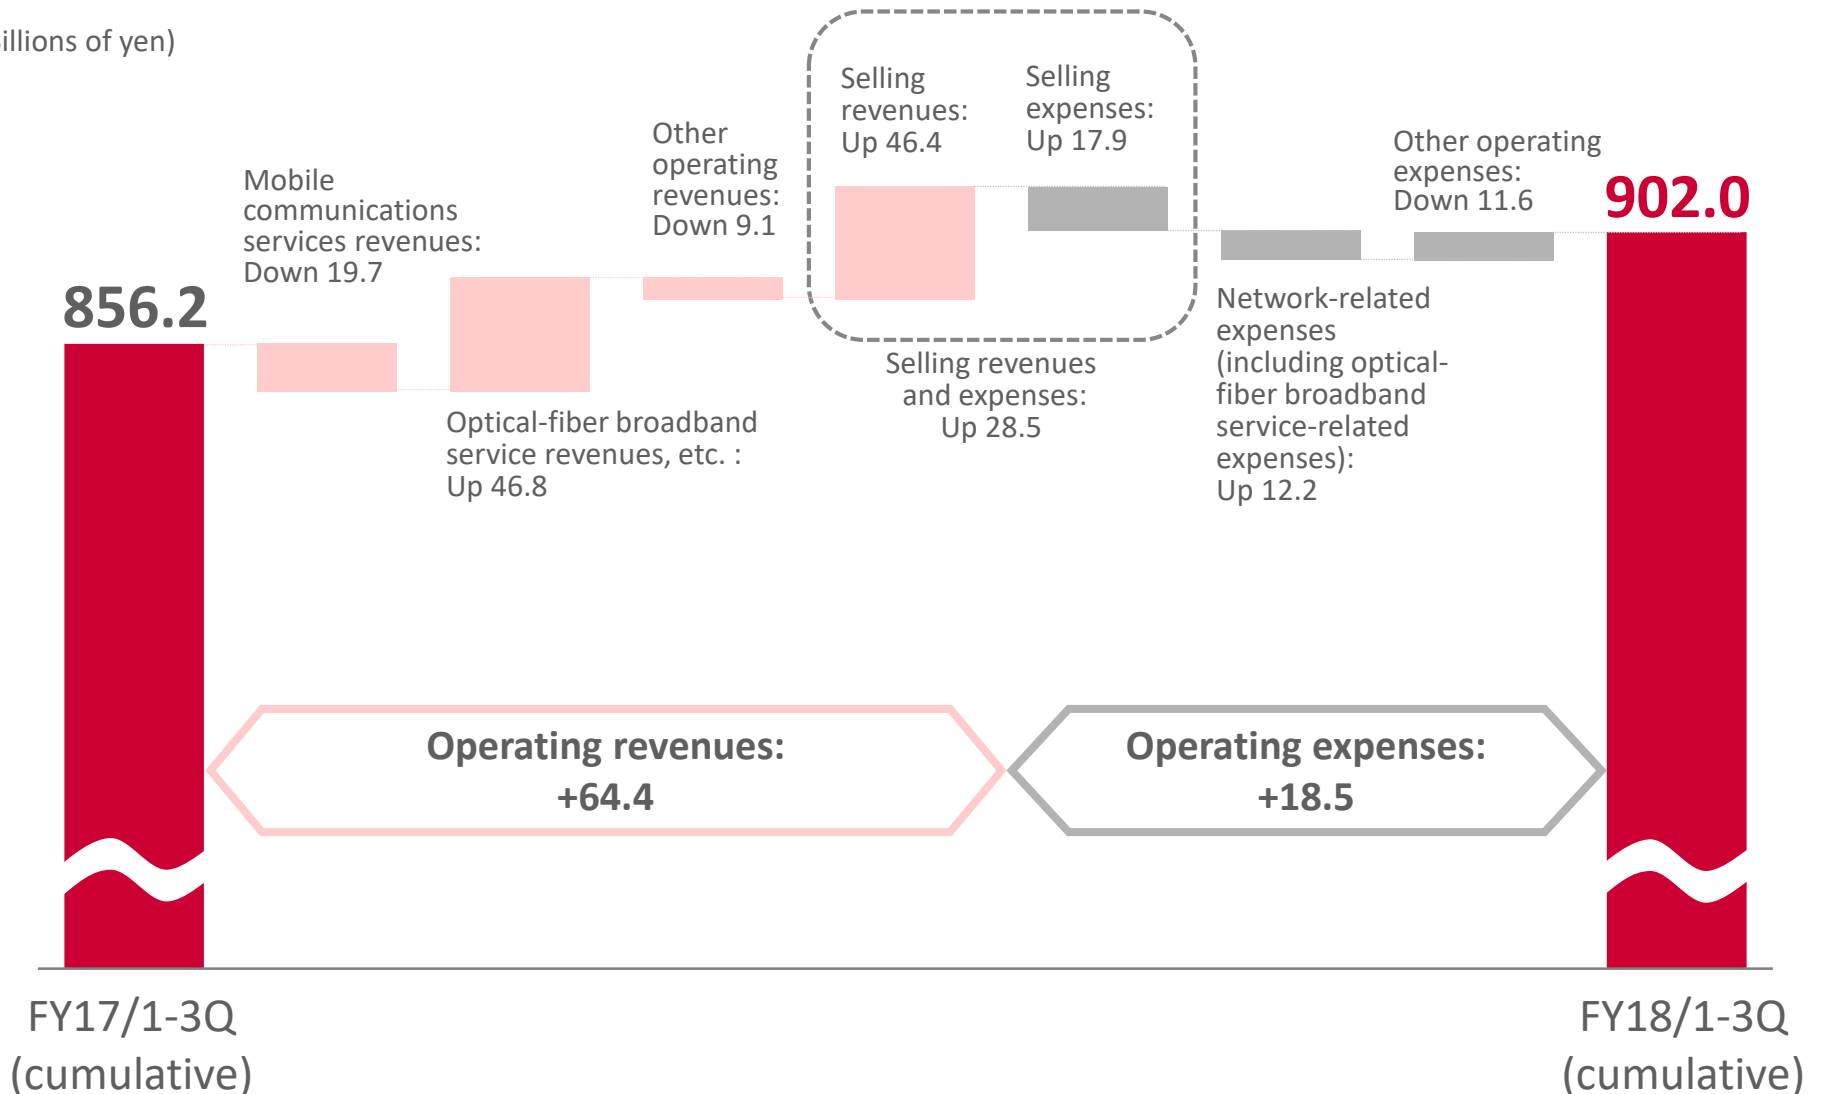 illions of yen)
856.2
Mobile
communications
services revenues:
Down 19.7
Optical-fiber broadband
service revenues, etc. :
Up 46.8
Other
operating
revenues:
Down 9.1
Selling
revenues:
Up 46.4
Selling
expenses:
Up 17.9
Selling revenues
and expenses:
Up 28.5
Network-related
expenses
(including optical-
fiber broadband
service-related
expenses):
Up 12.2
Other operating
expenses:
Down 11.6
902.0
Operating revenues:
+64.4
Operating expenses:
+18.5
FY17/1-3Q
(cumulative)
FY18/1-3Q
(cumulative)